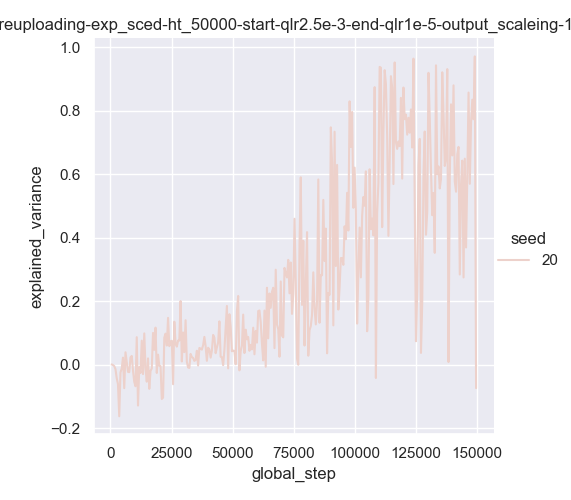 reuploading-exp_sced-ht_50000-start-qlr2.5e-3-end-qlr1e-5-output_scaleing-1
1.0
0.8
0.6
0.4
0.2
0.0
−0.2
explained_variance
0 25000 50000 75000 100000 125000 150000
global_step
seed
20